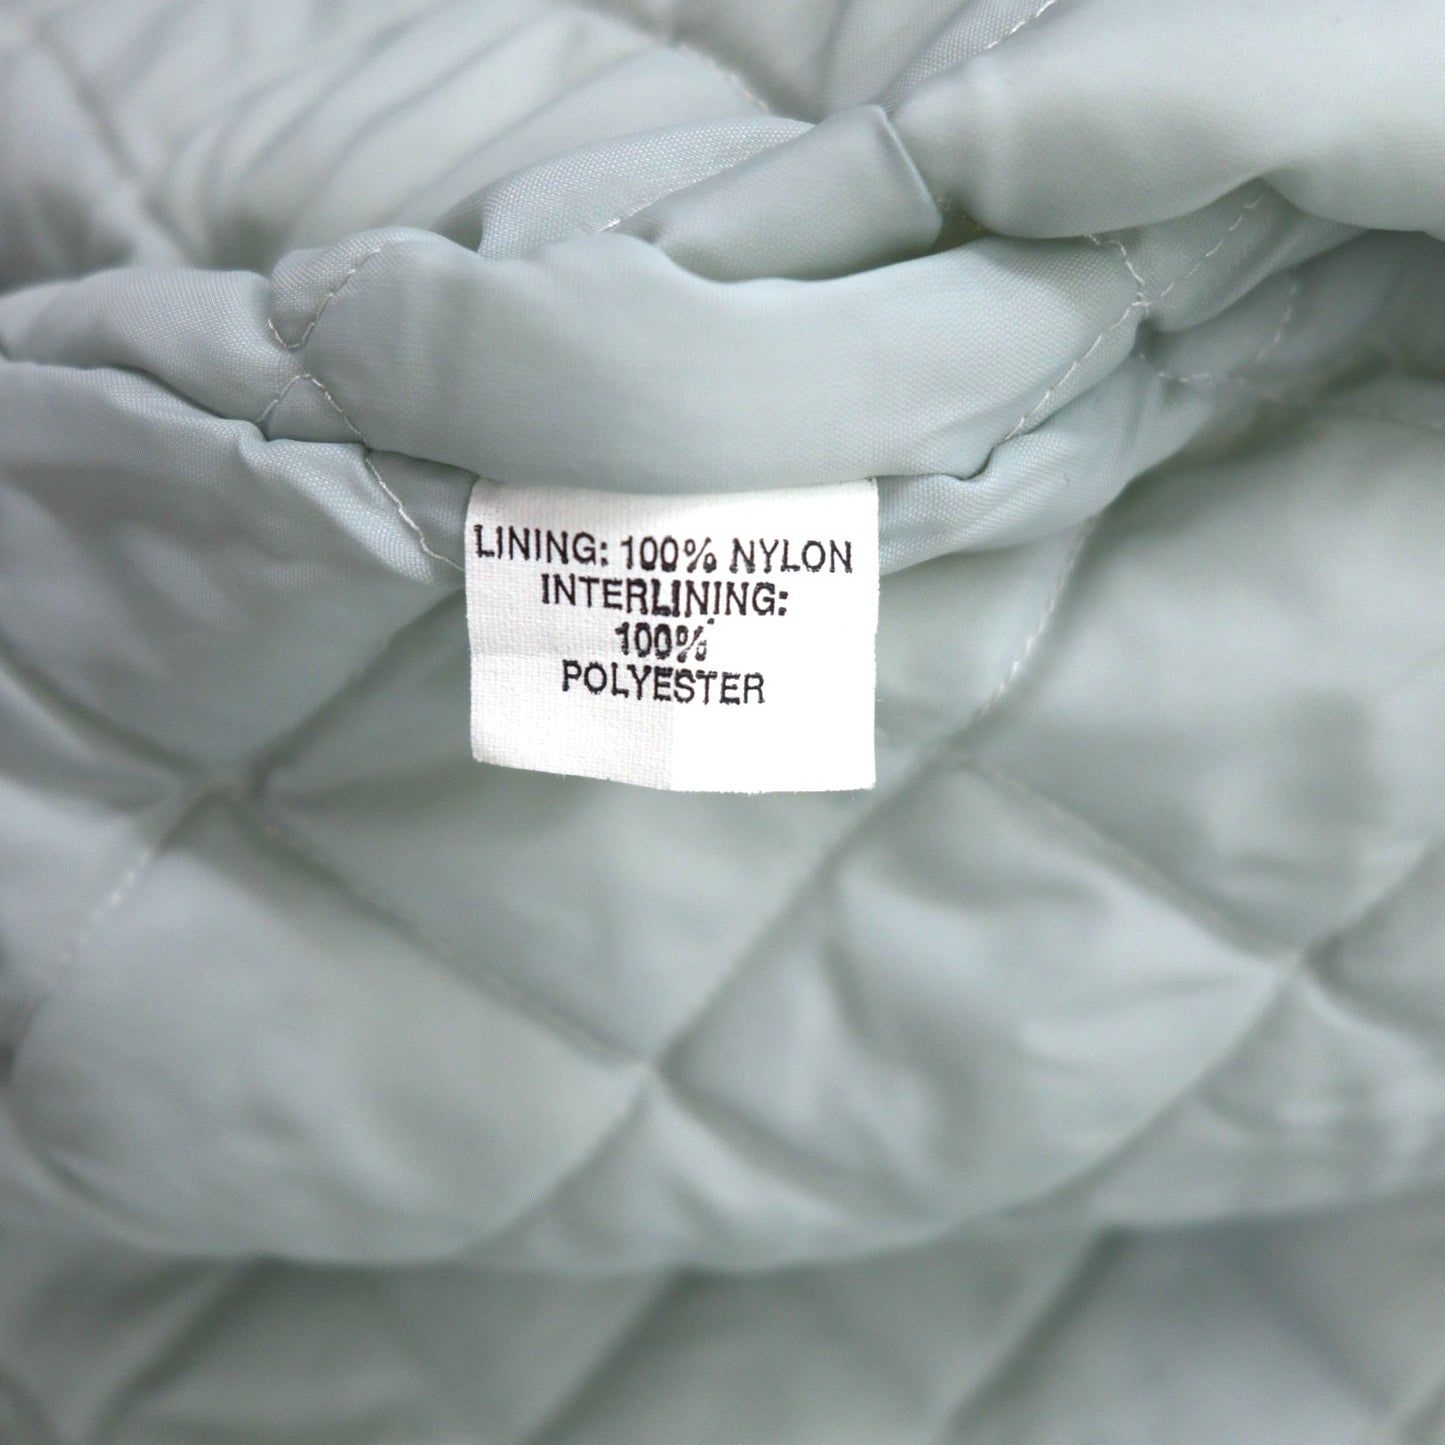 LINING: 100% NYLON
INTERLINING:
100%
POLYESTER